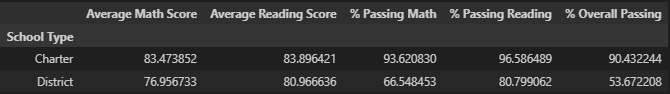 Average Math Score Average Reading Score % Passing Math % Passing Reading % Overall Passing
School Type
Charter 83.473852 83.896421 93.620830 96.586489 90.432244
District 76.956733 80.966636 66.548453 80.799062 53.672208